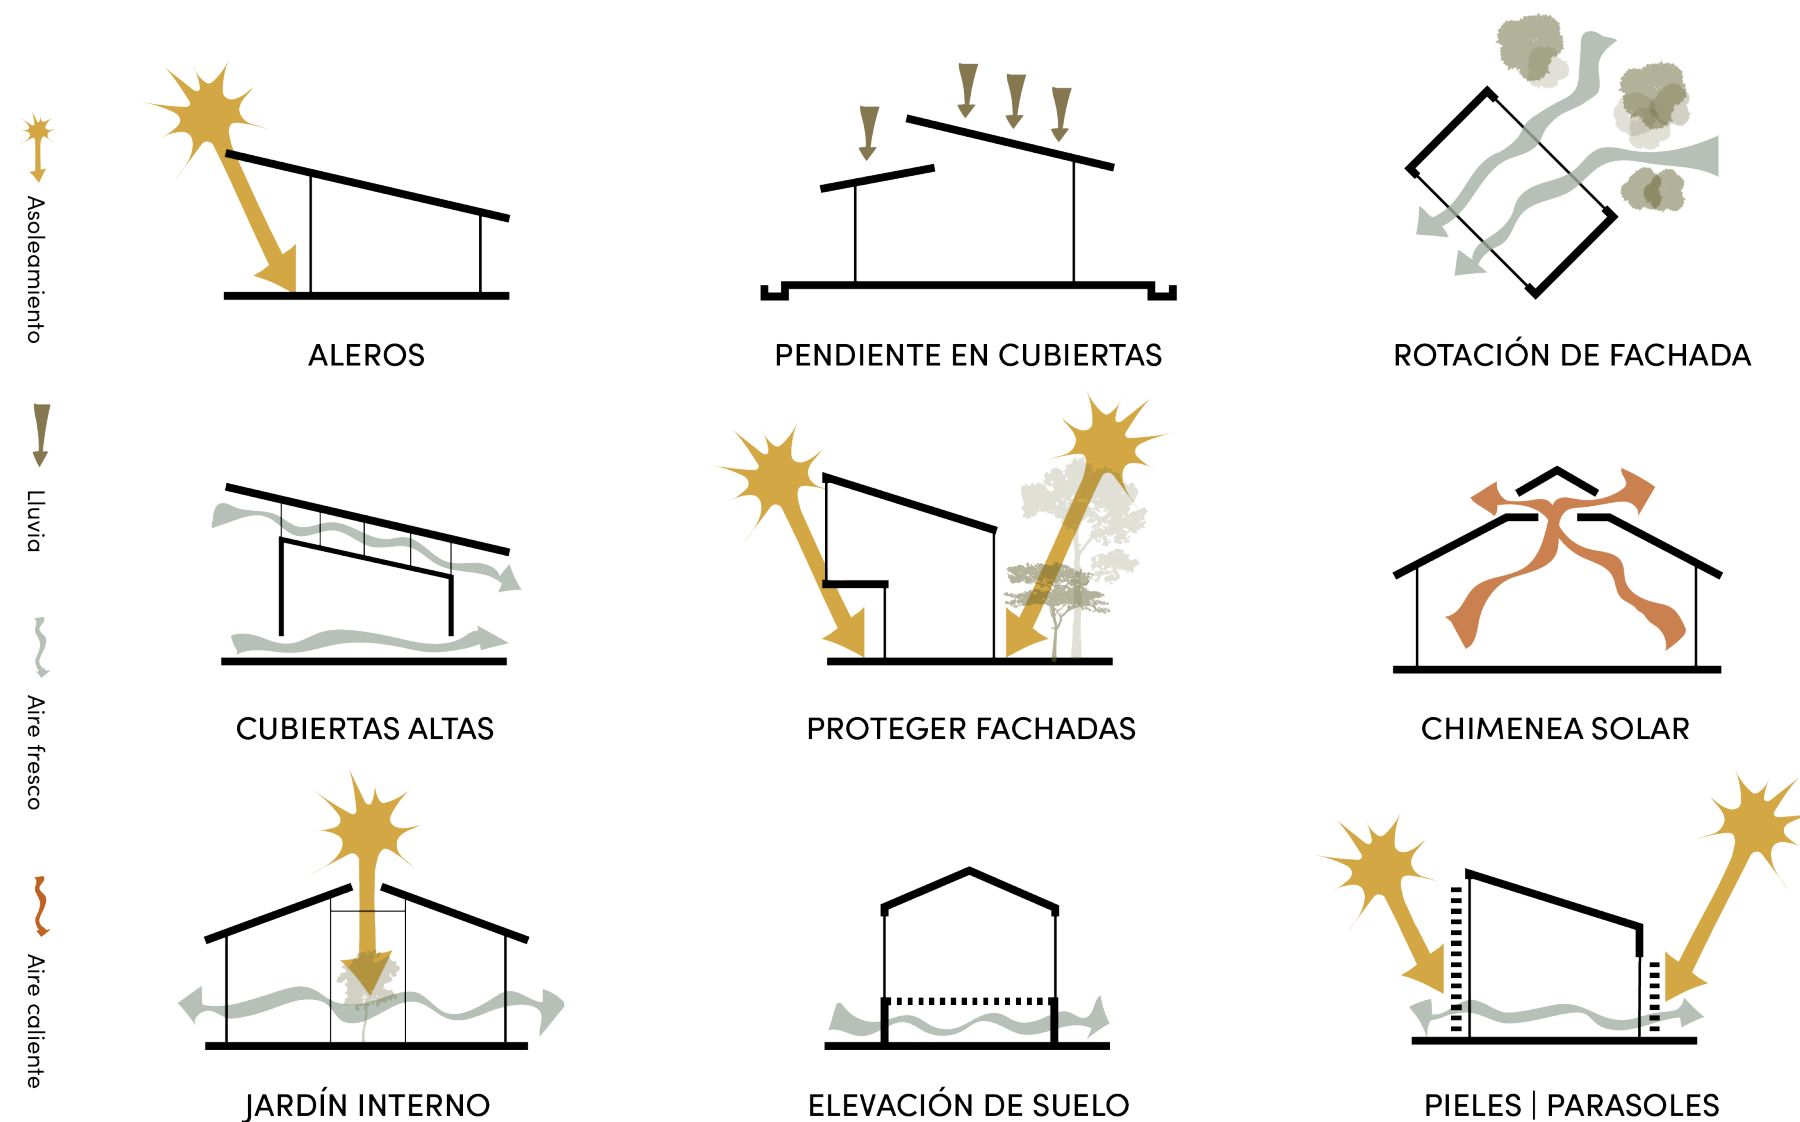 Asoleamiento
Lluvia
Aire fresco
Aire caliente
ALEROS
PENDIENTE EN CUBIERTAS
ROTACIÓN DE FACHADA
CUBIERTAS ALTAS
PROTEGER FACHADAS
CHIMENEA SOLAR
JARDÍN INTERNO
ELEVACIÓN DE SUELO
PIELES | PARASOLES